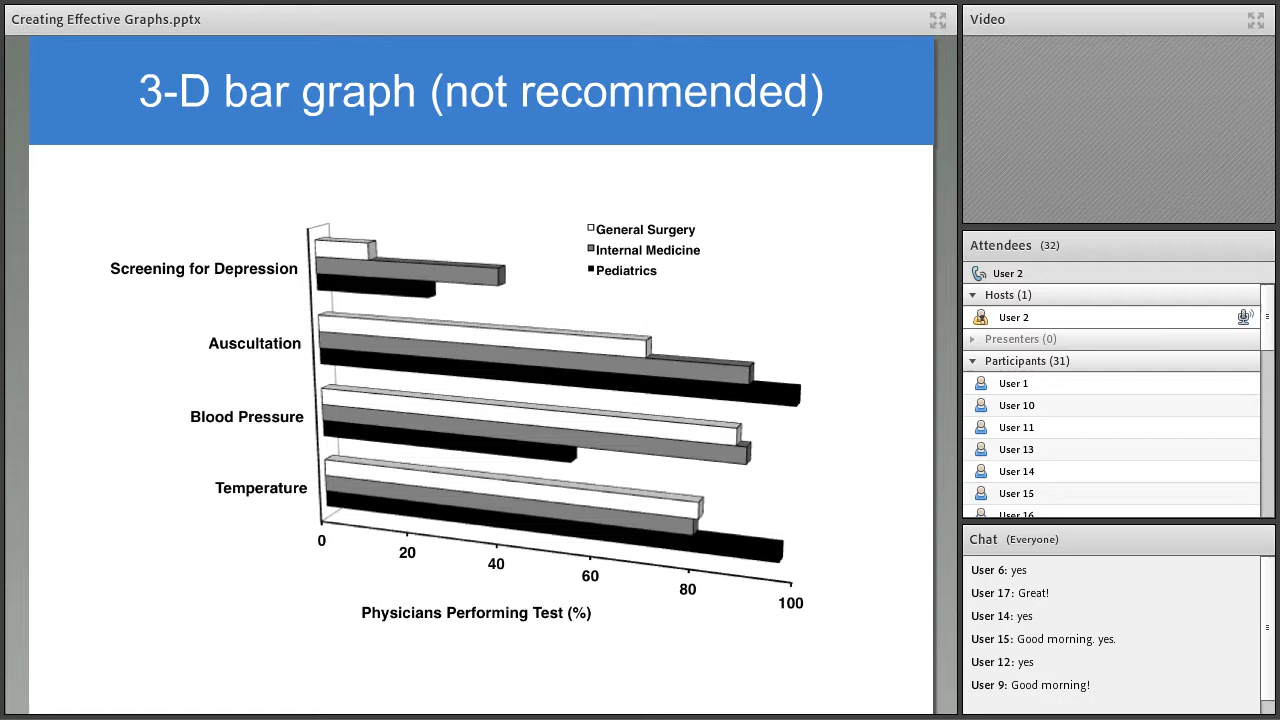 Creating Effective Graphs.pptx
3-D bar graph (not recommended)
General Surgery
Internal Medicine
Pediatrics
Screening for Depression
Auscultation
Blood Pressure
Temperature
0
20
40
60
80
100
Physicians Performing Test (%)
Video
Attendees (32)
User 2
Hosts (1)
User 2
Presenters (0)
Participants (31)
User 1
User 10
User 11
User 13
User 14
User 15
User 16
Chat (Everyone)
User 6: yes
User 17: Great!
User 14: yes
User 15: Good morning. yes.
User 12: yes
User 9: Good morning!